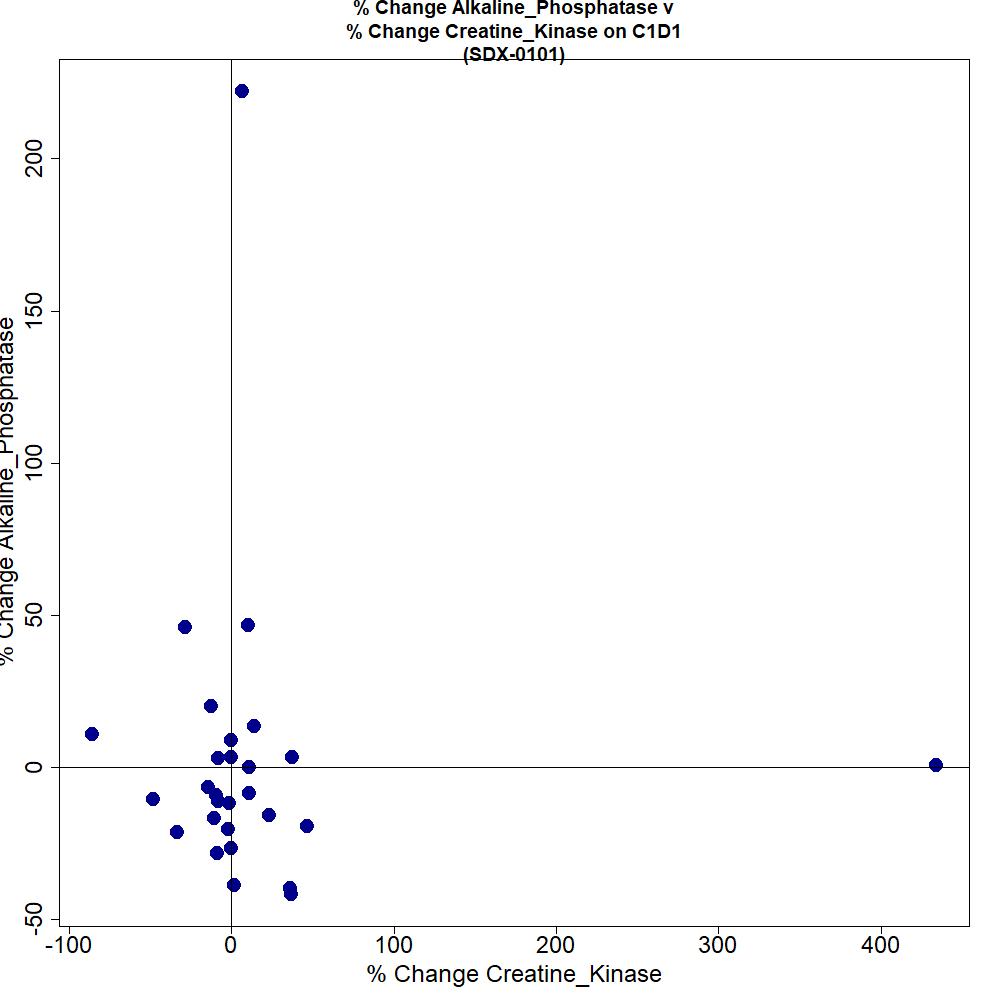 % Change Alkaline_Phosphatase v
% Change Creatine_Kinase on C1D1
(SDX-0101)
% Change Alkaline_Phosphatase
200
150
100
50
0
-50
-100
0
100
200
300
400
% Change Creatine_Kinase